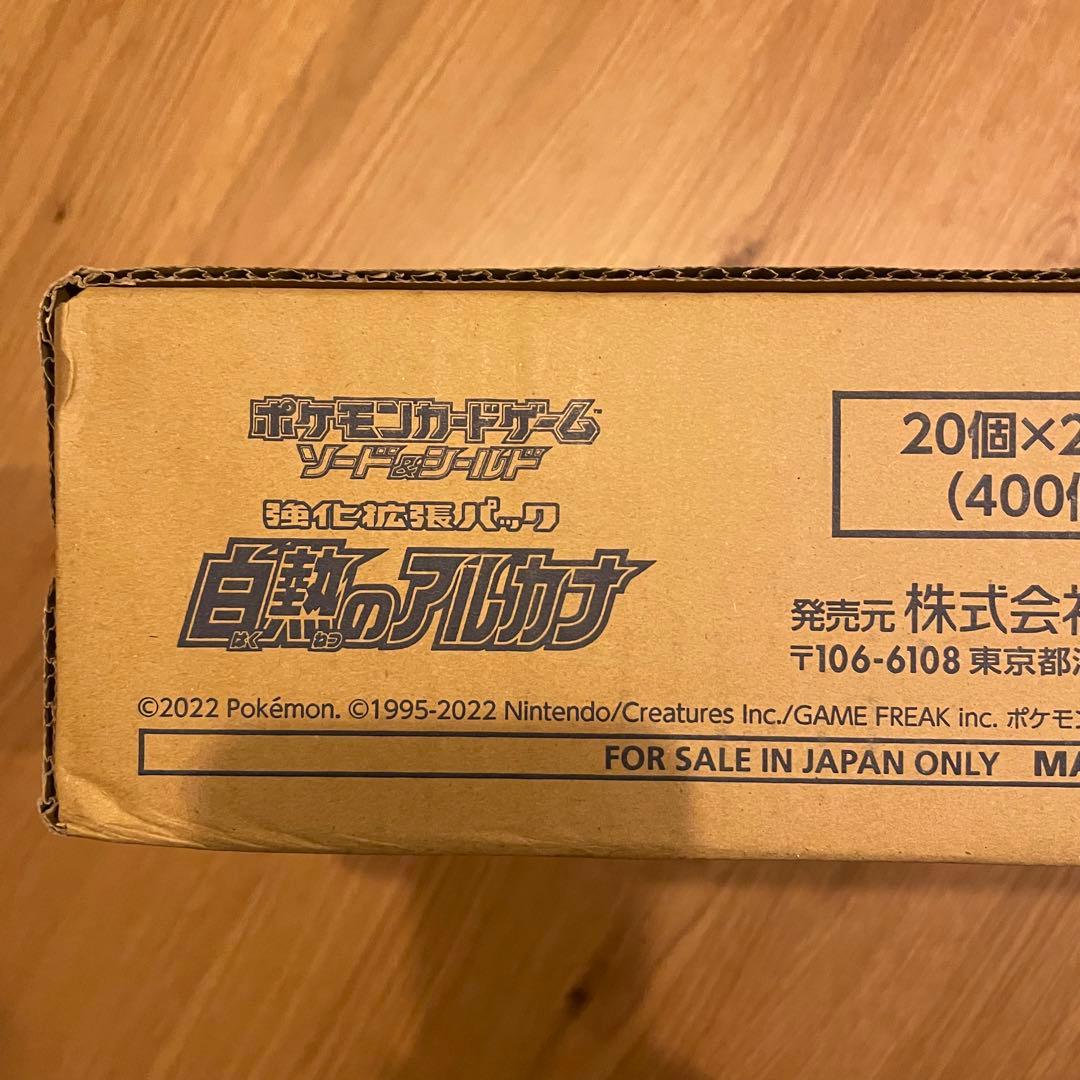 ポケモンカードゲーム™
ソード&シールド
強化拡張パック
白熱のアルカナ
はく ねつ
20個×2
(400
発売元 株式会社
〒106-6108 東京都
©2022 Pokémon. ©1995-2022 Nintendo/Creatures Inc./GAME FREAK inc. ポケモ
FOR SALE IN JAPAN ONLY MA